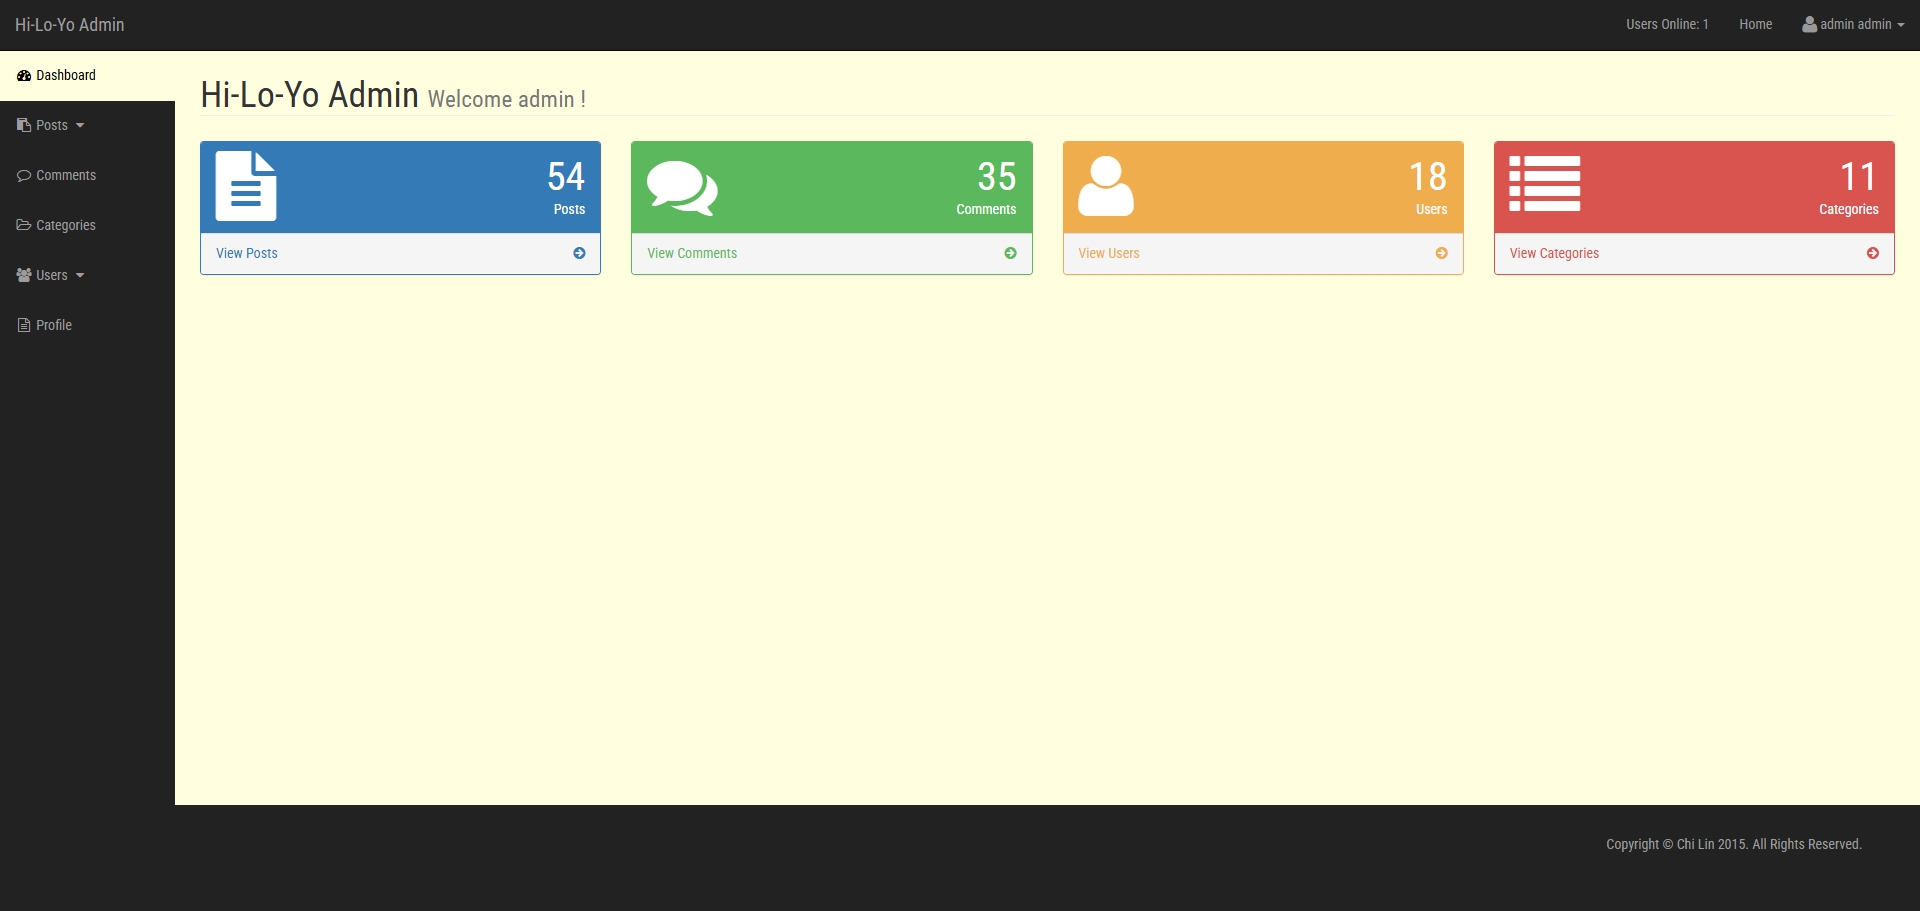 Hi-Lo-Yo Admin
Users Online: 1
Home
admin admin
Dashboard
Posts
Comments
Categories
Users
Profile
Hi-Lo-Yo Admin Welcome admin !
54
Posts
View Posts
35
Comments
View Comments
18
Users
View Users
11
Categories
View Categories
Copyright © Chi Lin 2015. All Rights Reserved.